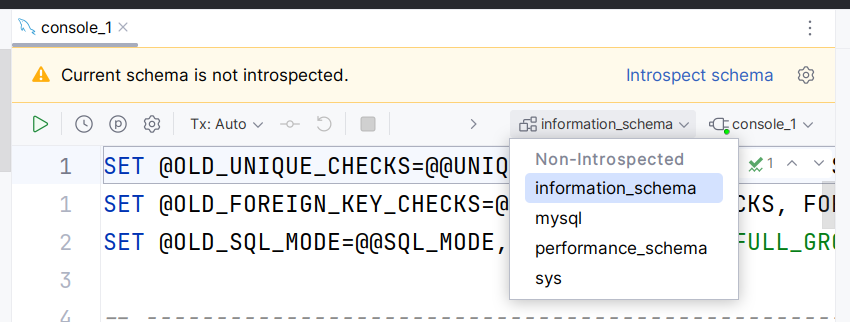 console_1
Current schema is not introspected. Introspect schema
Tx: Auto information_schema console_1
Non-Introspected
information_schema
mysql
performance_schema
sys
1 SET @OLD_UNIQUE_CHECKS=@@UNIQ 1
1 SET @OLD_FOREIGN_KEY_CHECKS=@ CKS, FO
2 SET @OLD_SQL_MODE=@@SQL_MODE, FULL_GRO
3
4 -- ----------------------------------------